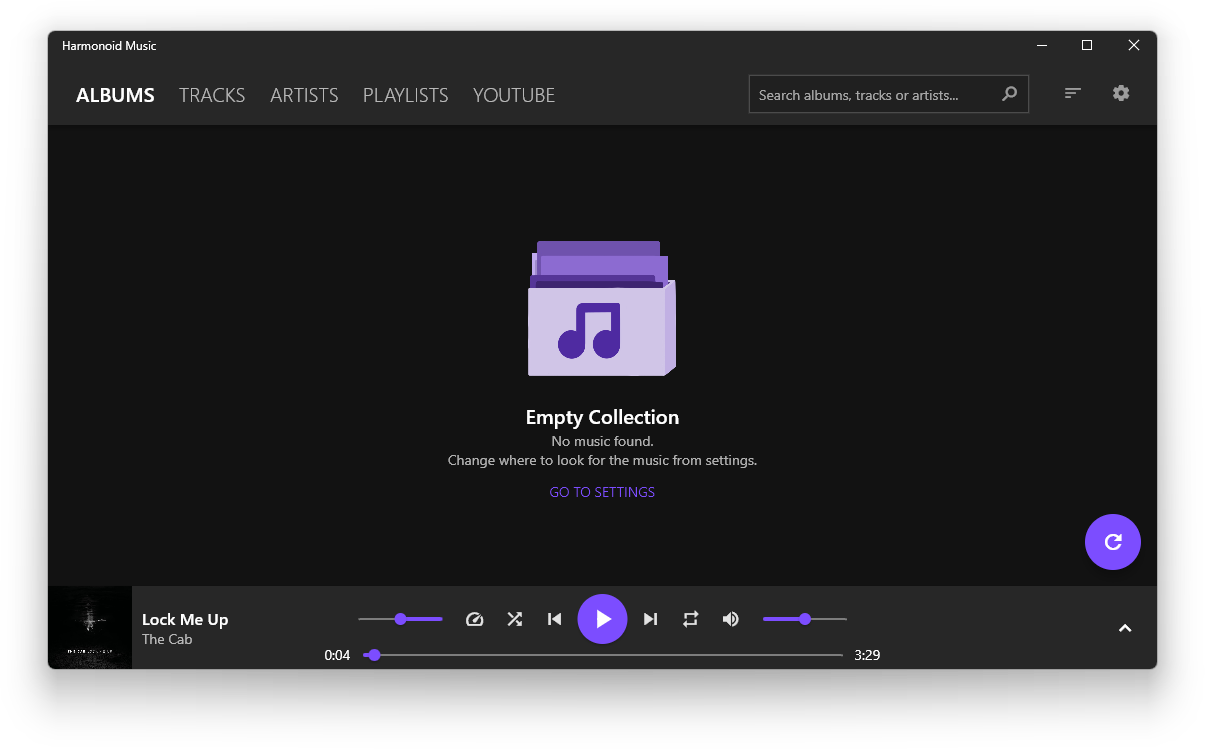 Harmonoid Music
ALBUMS TRACKS ARTISTS PLAYLISTS YOUTUBE
Search albums, tracks or artists...
Empty Collection
No music found.
Change where to look for the music from settings.
GO TO SETTINGS
Lock Me Up
The Cab
0:04
3:29